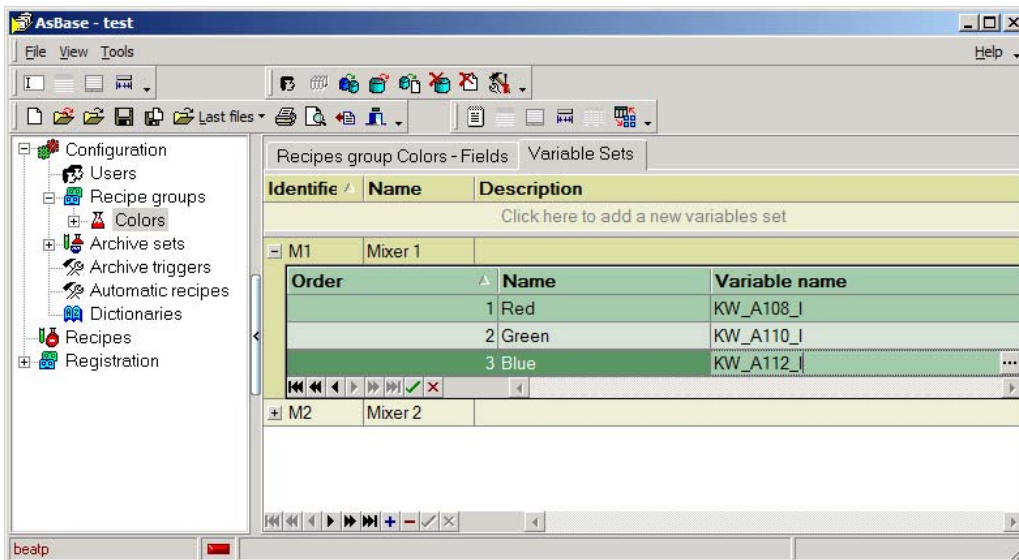 AsBase - test
File View Tools Help
Last files
Configuration
Users
Recipe groups
Colors
Archive sets
Archive triggers
Automatic recipes
Dictionaries
Recipes
Registration
Recipes group Colors - Fields Variable Sets
Identifie Name Description
Click here to add a new variables set
M1 Mixer 1
Order Name Variable name
1 Red KW_A108_I
2 Green KW_A110_I
3 Blue KW_A112_I
...
M2 Mixer 2
beatp